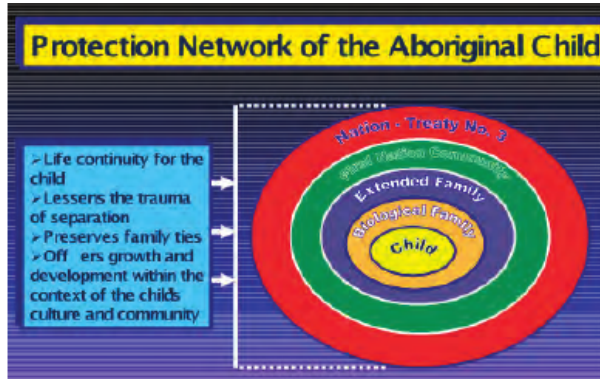 Protection Network of the Aboriginal Child
➢Life continuity for the
child
➢Lessens the trauma
of separation
➢Preserves family ties
➢Off ers growth and
development within the
context of the child's
culture and community
Nation - Treaty No. 3
First Nation Community
Extended Family
Biological Family
Child